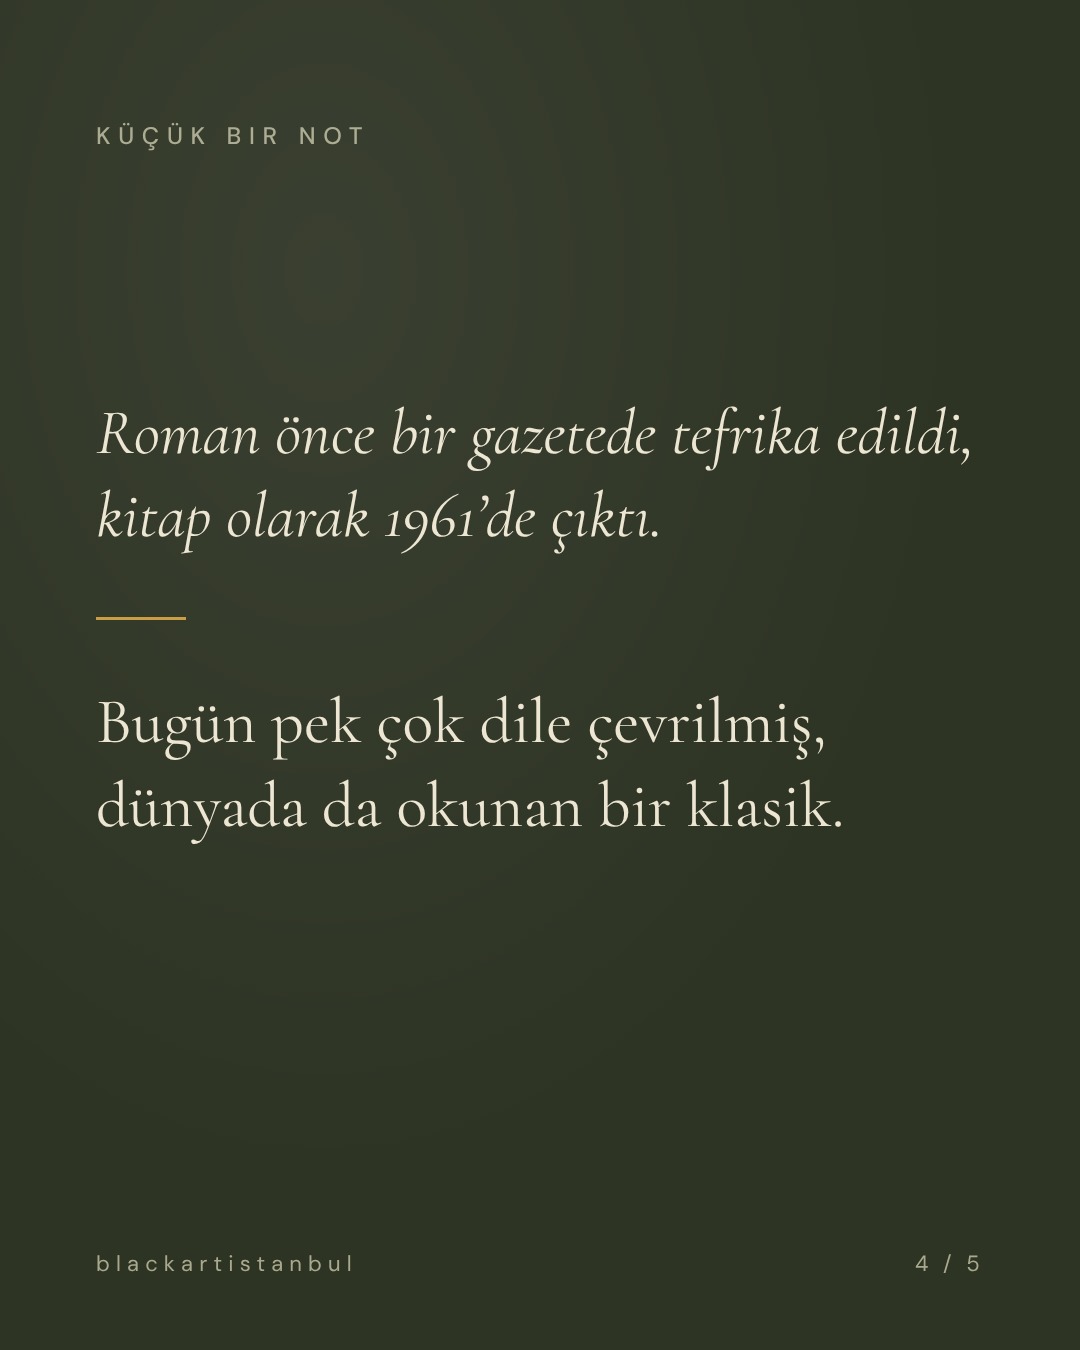 KÜÇÜK BIR NOT
Roman önce bir gazetede tefrika edildi,
kitap olarak 1961’de çıktı.
Bugün pek çok dile çevrilmiş,
dünyada da okunan bir klasik.
blackartistanbul
4 / 5